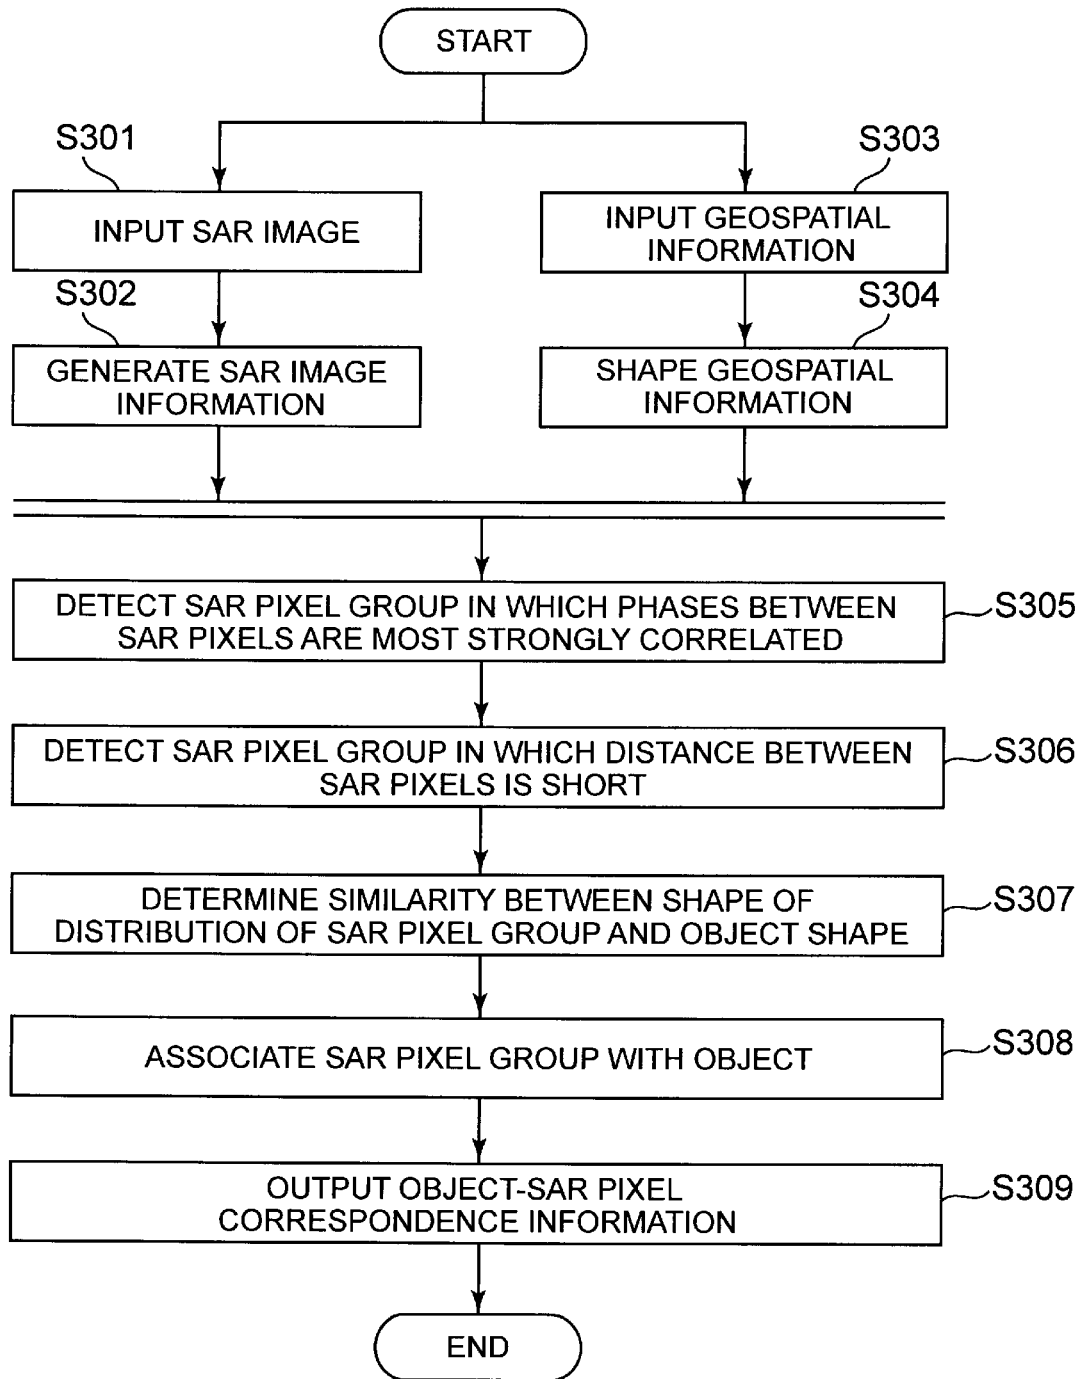 START
S301
S303
INPUT SAR IMAGE
INPUT GEOSPATIAL
INFORMATION
S302
S304
GENERATE SAR IMAGE
INFORMATION
SHAPE GEOSPATIAL
INFORMATION
DETECT SAR PIXEL GROUP IN WHICH PHASES BETWEEN
SAR PIXELS ARE MOST STRONGLY CORRELATED
S305
DETECT SAR PIXEL GROUP IN WHICH DISTANCE BETWEEN
SAR PIXELS IS SHORT
S306
DETERMINE SIMILARITY BETWEEN SHAPE OF
DISTRIBUTION OF SAR PIXEL GROUP AND OBJECT SHAPE
S307
ASSOCIATE SAR PIXEL GROUP WITH OBJECT
S308
OUTPUT OBJECT-SAR PIXEL
CORRESPONDENCE INFORMATION
S309
END